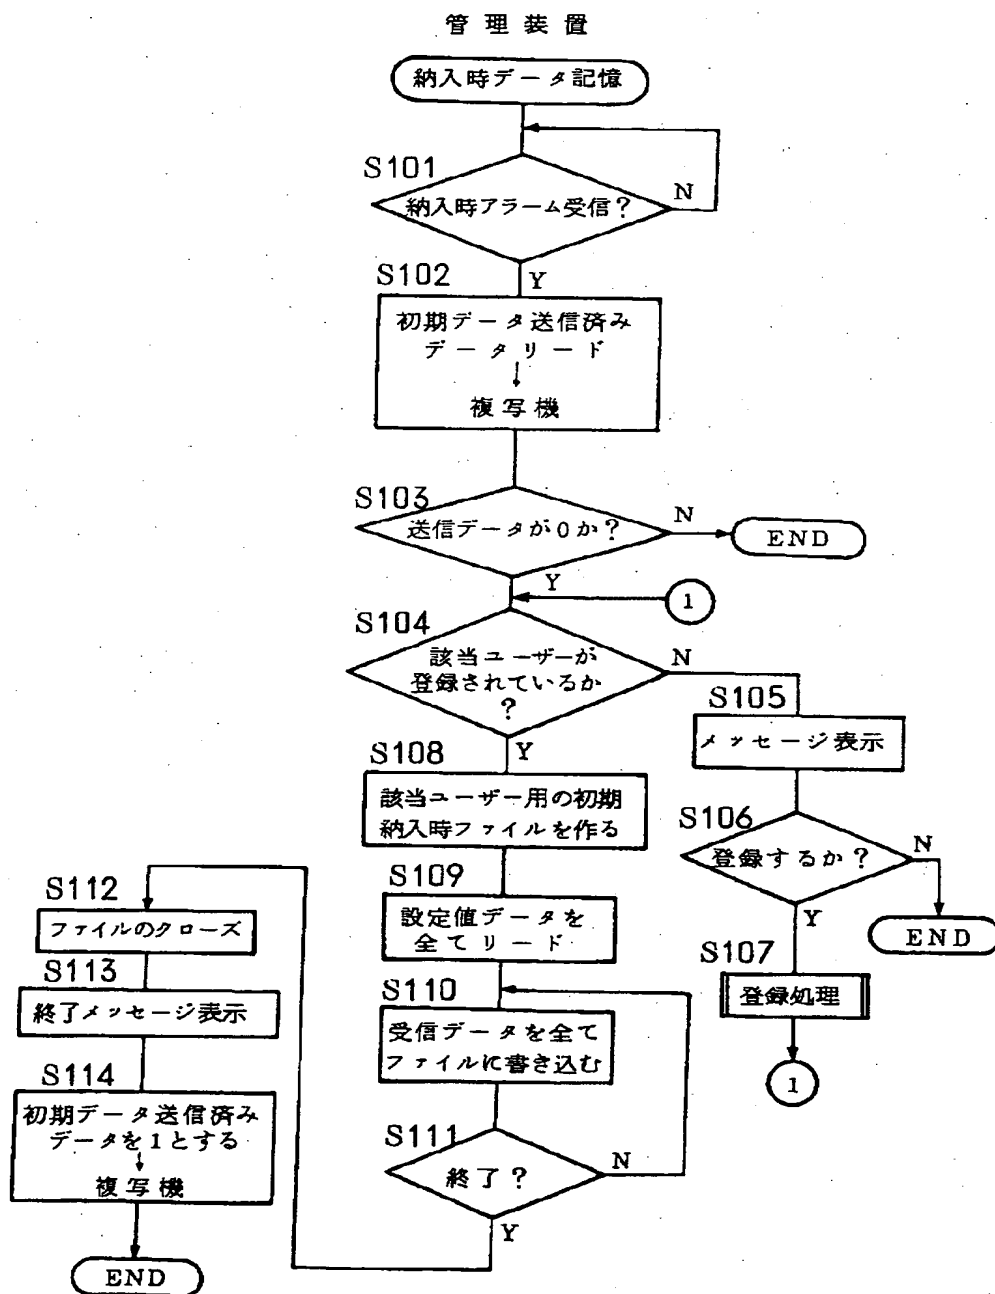 管理装置
納入時データ記憶
S101
納入時アラーム受信?
N
Y
S102
初期データ送信済み
データリード
↓
複写機
S103
送信データが0か?
N
END
Y
1
S104
該当ユーザーが
登録されているか
?
N
Y
S105
メッセージ表示
S106
登録するか?
N
END
Y
S107
登録処理
1
S108
該当ユーザー用の初期
納入時ファイルを作る
S109
設定値データを
全てリード
S110
受信データを全て
ファイルに書き込む
S111
終了?
N
Y
S112
ファイルのクローズ
S113
終了メッセージ表示
S114
初期データ送信済み
データを1とする
↓
複写機
END